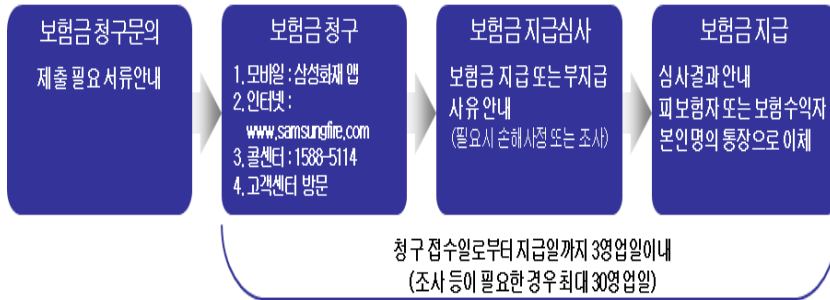 보험금 청구문의
제출 필요 서류안내
보험금 청구
1. 모바일 : 삼성화재 앱
2. 인터넷 :
www.samsungfire.com
3. 콜센터 : 1588-5114
4. 고객센터 방문
보험금 지급심사
보험금 지급 또는 부지급
사유 안내
(필요시 손해사정 또는 조사)
보험금 지급
심사결과 안내
피보험자 또는 보험수익자
본인명의 통장으로 이체
청구 접수일로부터 지급일까지 3영업일이내
(조사 등이 필요한 경우 최대 30영업일)